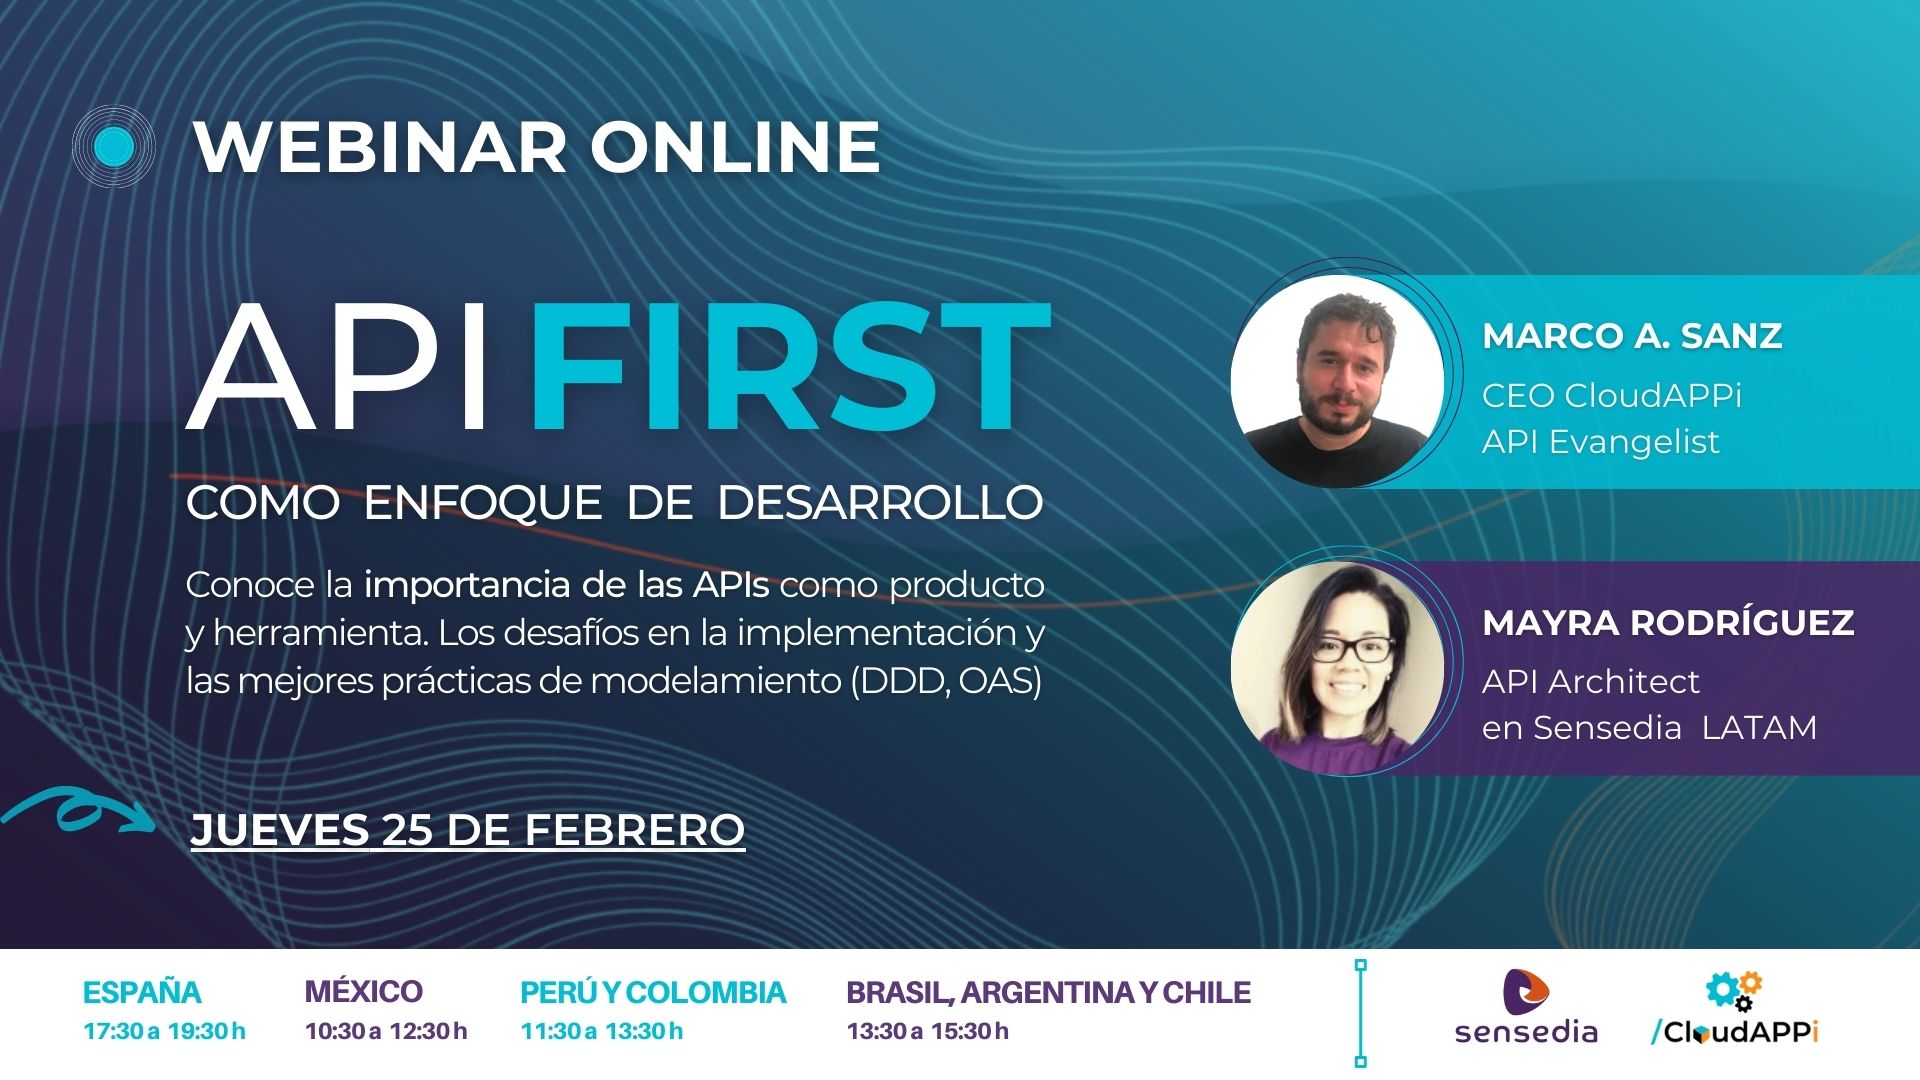 WEBINAR ONLINE
API FIRST
COMO ENFOQUE DE DESARROLLO
Conoce la importancia de las APIs como producto
y herramienta. Los desafíos en la implementación y
las mejores prácticas de modelamiento (DDD, OAS)
JUEVES 25 DE FEBRERO
MARCO A. SANZ
CEO CloudAPPi
API Evangelist
MAYRA RODRÍGUEZ
API Architect
en Sensedia LATAM
ESPAÑA
17:30 a 19:30 h
MÉXICO
10:30 a 12:30 h
PERÚ Y COLOMBIA
11:30 a 13:30 h
BRASIL, ARGENTINA Y CHILE
13:30 a 15:30 h
sensedia
/CloudAPPi